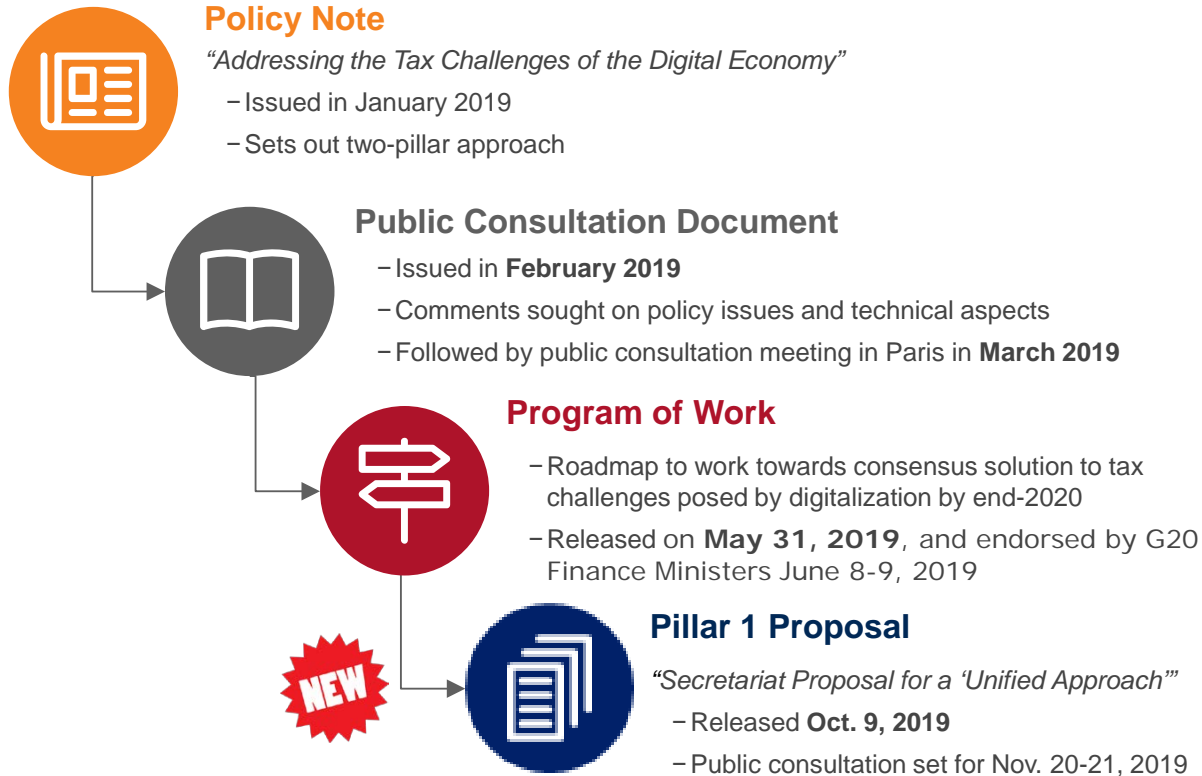 Policy Note
“Addressing the Tax Challenges of the Digital Economy”
−Issued in January 2019
−Sets out two-pillar approach
Public Consultation Document
−Issued in February 2019
−Comments sought on policy issues and technical aspects
−Followed by public consultation meeting in Paris in March 2019
Program of Work
−Roadmap to work towards consensus solution to tax
challenges posed by digitalization by end-2020
−Released on May 31, 2019, and endorsed by G20
Finance Ministers June 8-9, 2019
NEW
Pillar 1 Proposal
“Secretariat Proposal for a ‘Unified Approach’”
−Released Oct. 9, 2019
−Public consultation set for Nov. 20-21, 2019